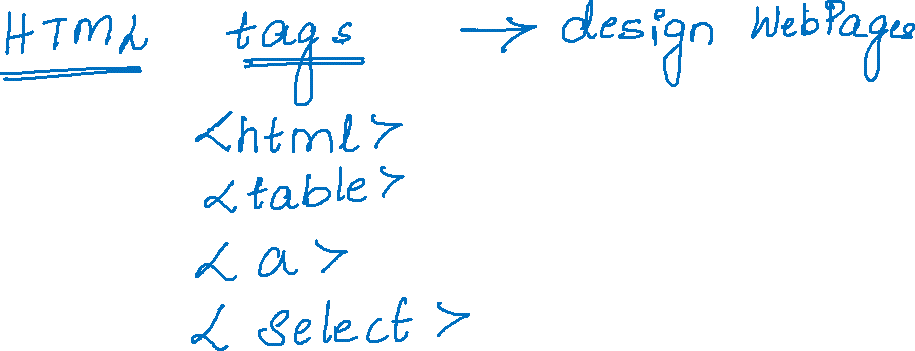 HTML tags → design WebPages
<html>
<table>
<a>
<select>